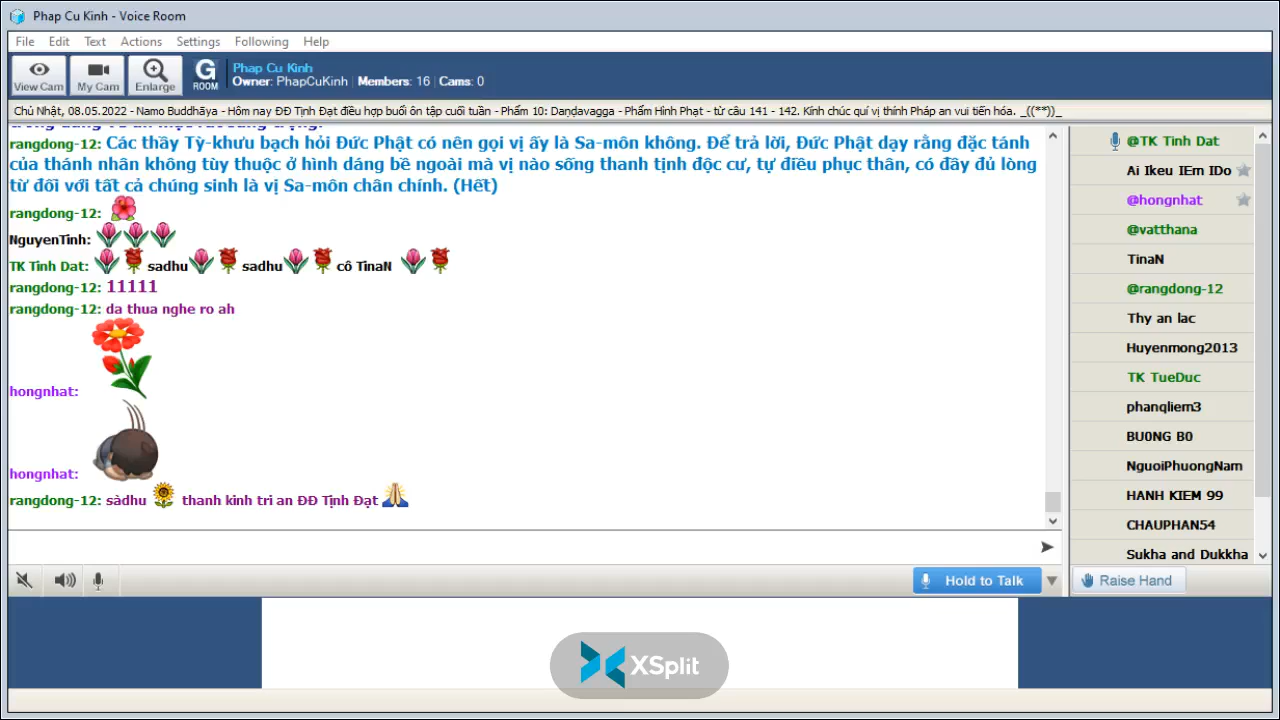 Phap Cu Kinh - Voice Room
File Edit Text Actions Settings Following Help
View Cam My Cam Enlarge G ROOM
Phap Cu Kinh
Owner: PhapCuKinh | Members: 16 | Cams: 0
Chủ Nhật, 08.05.2022 - Namo Buddhāya - Hôm nay ĐĐ Tịnh Đạt điều hợp buổi ôn tập cuối tuần - Phẩm 10: Daṇḍavagga - Phẩm Hình Phạt - từ câu 141 - 142. Kính chúc quí vị thính Pháp an vui tiến hóa. _((**))_
rangdong-12: Các thầy Tỳ-khưu bạch hỏi Đức Phật có nên gọi vị ấy là Sa-môn không. Để trả lời, Đức Phật dạy rằng đặc tánh
của thánh nhân không tùy thuộc ở hình dáng bề ngoài mà vị nào sống thanh tịnh độc cư, tự điều phục thân, có đầy đủ lòng
từ đối với tất cả chúng sinh là vị Sa-môn chân chính. (Hết)
rangdong-12:
NguyenTinh:
TK Tinh Dat: sadhu sadhu cô TinaN
rangdong-12: 11111
rangdong-12: da thua nghe ro ah
hongnhat:
hongnhat:
rangdong-12: sàdhu thanh kinh tri an ĐĐ Tịnh Đạt
Hold to Talk
@TK Tinh Dat
Ai Ikeu IEm IDo
@hongnhat
@vatthana
TinaN
@rangdong-12
Thy an lac
Huyenmong2013
TK TueDuc
phanqliem3
BU0NG B0
NguoiPhuongNam
HANH KIEM 99
CHAUPHAN54
Sukha and Dukkha
Raise Hand
XSplit